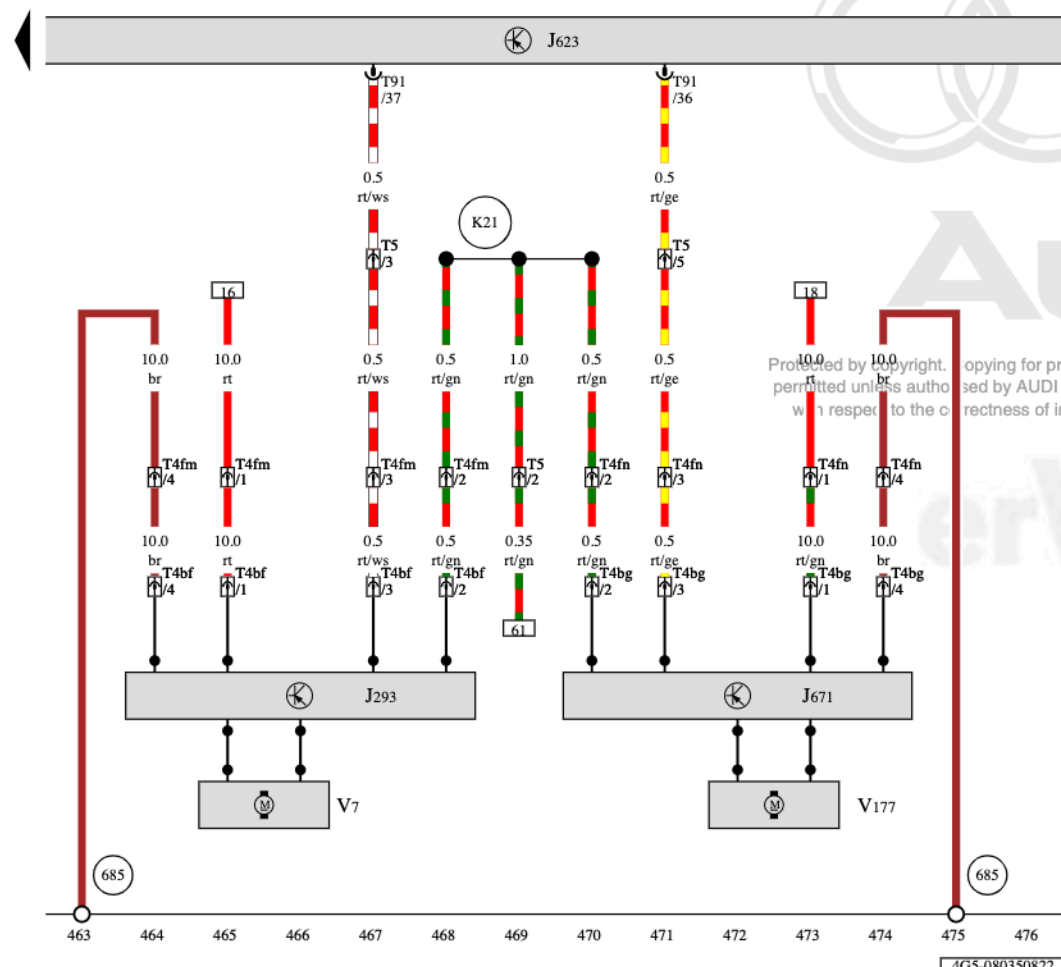 J623
T91
/37
T91
/36
0.5
rt/ws
0.5
rt/ge
K21
T5
/3
T5
/5
16
18
10.0
br
10.0
rt
0.5
rt/ws
0.5
rt/gn
1.0
rt/gn
0.5
rt/gn
0.5
rt/ge
10.0
rt
10.0
br
Protected by copyright. Copying for pr
permitted unless authorised by AUDI
with respect to the correctness of in
T4fm
/4
T4fm
/1
T4fm
/3
T4fm
/2
T5
/2
T4fn
/2
T4fn
/3
T4fn
/1
T4fn
/4
10.0
br
10.0
rt
0.5
rt/ws
0.5
rt/gn
0.35
rt/gn
0.5
rt/gn
0.5
rt/ge
10.0
rt/gn
10.0
br
T4bf
/4
T4bf
/1
T4bf
/3
T4bf
/2
T4bg
/2
T4bg
/3
T4bg
/1
T4bg
/4
61
J293
J671
M
V7
M
V177
685
685
463 464 465 466 467 468 469 470 471 472 473 474 475 476
4G5-080350822